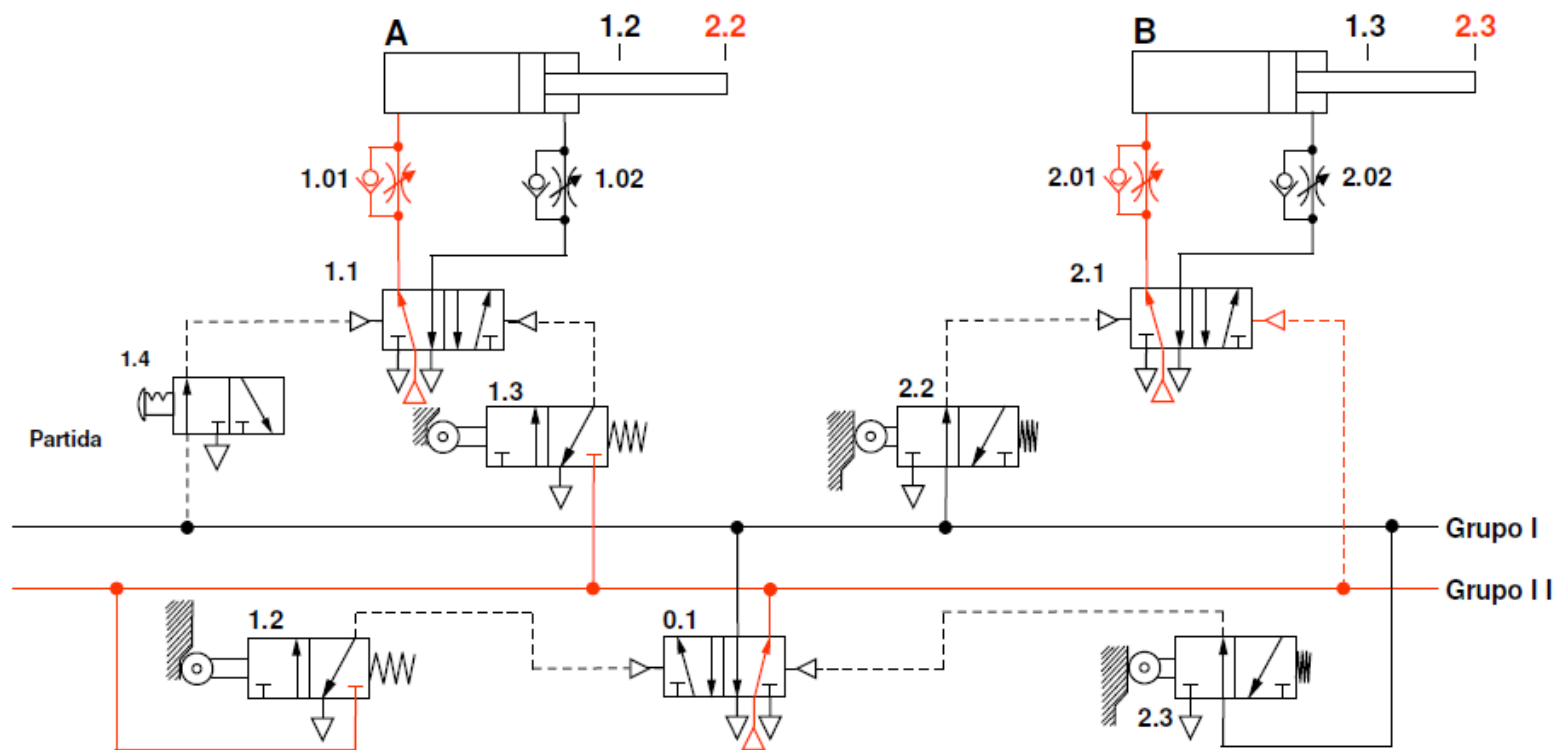 A 1.2 2.2 B 1.3 2.3
1.01 1.02 2.01 2.02
1.1 2.1
1.4 1.3 2.2
Partida
Grupo I
Grupo I I
1.2 0.1
2.3